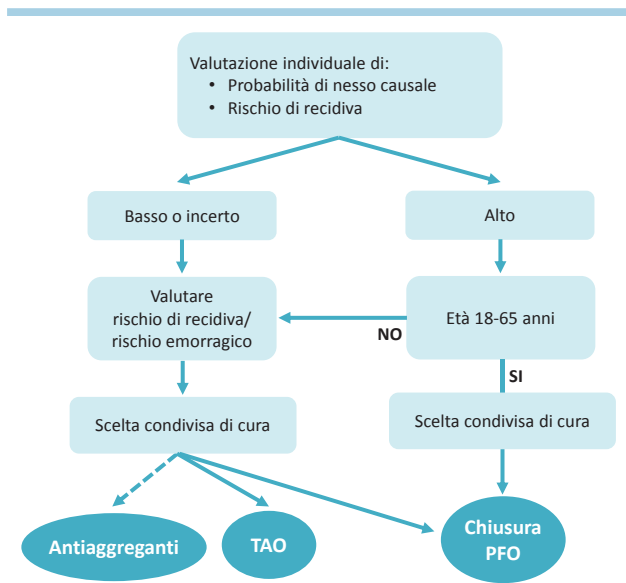 Valutazione individuale di:
• Probabilità di nesso causale
• Rischio di recidiva
Basso o incerto
Alto
Valutare
rischio di recidiva/
rischio emorragico
NO
Età 18-65 anni
SI
Scelta condivisa di cura
Scelta condivisa di cura
Antiaggreganti
TAO
Chiusura
PFO